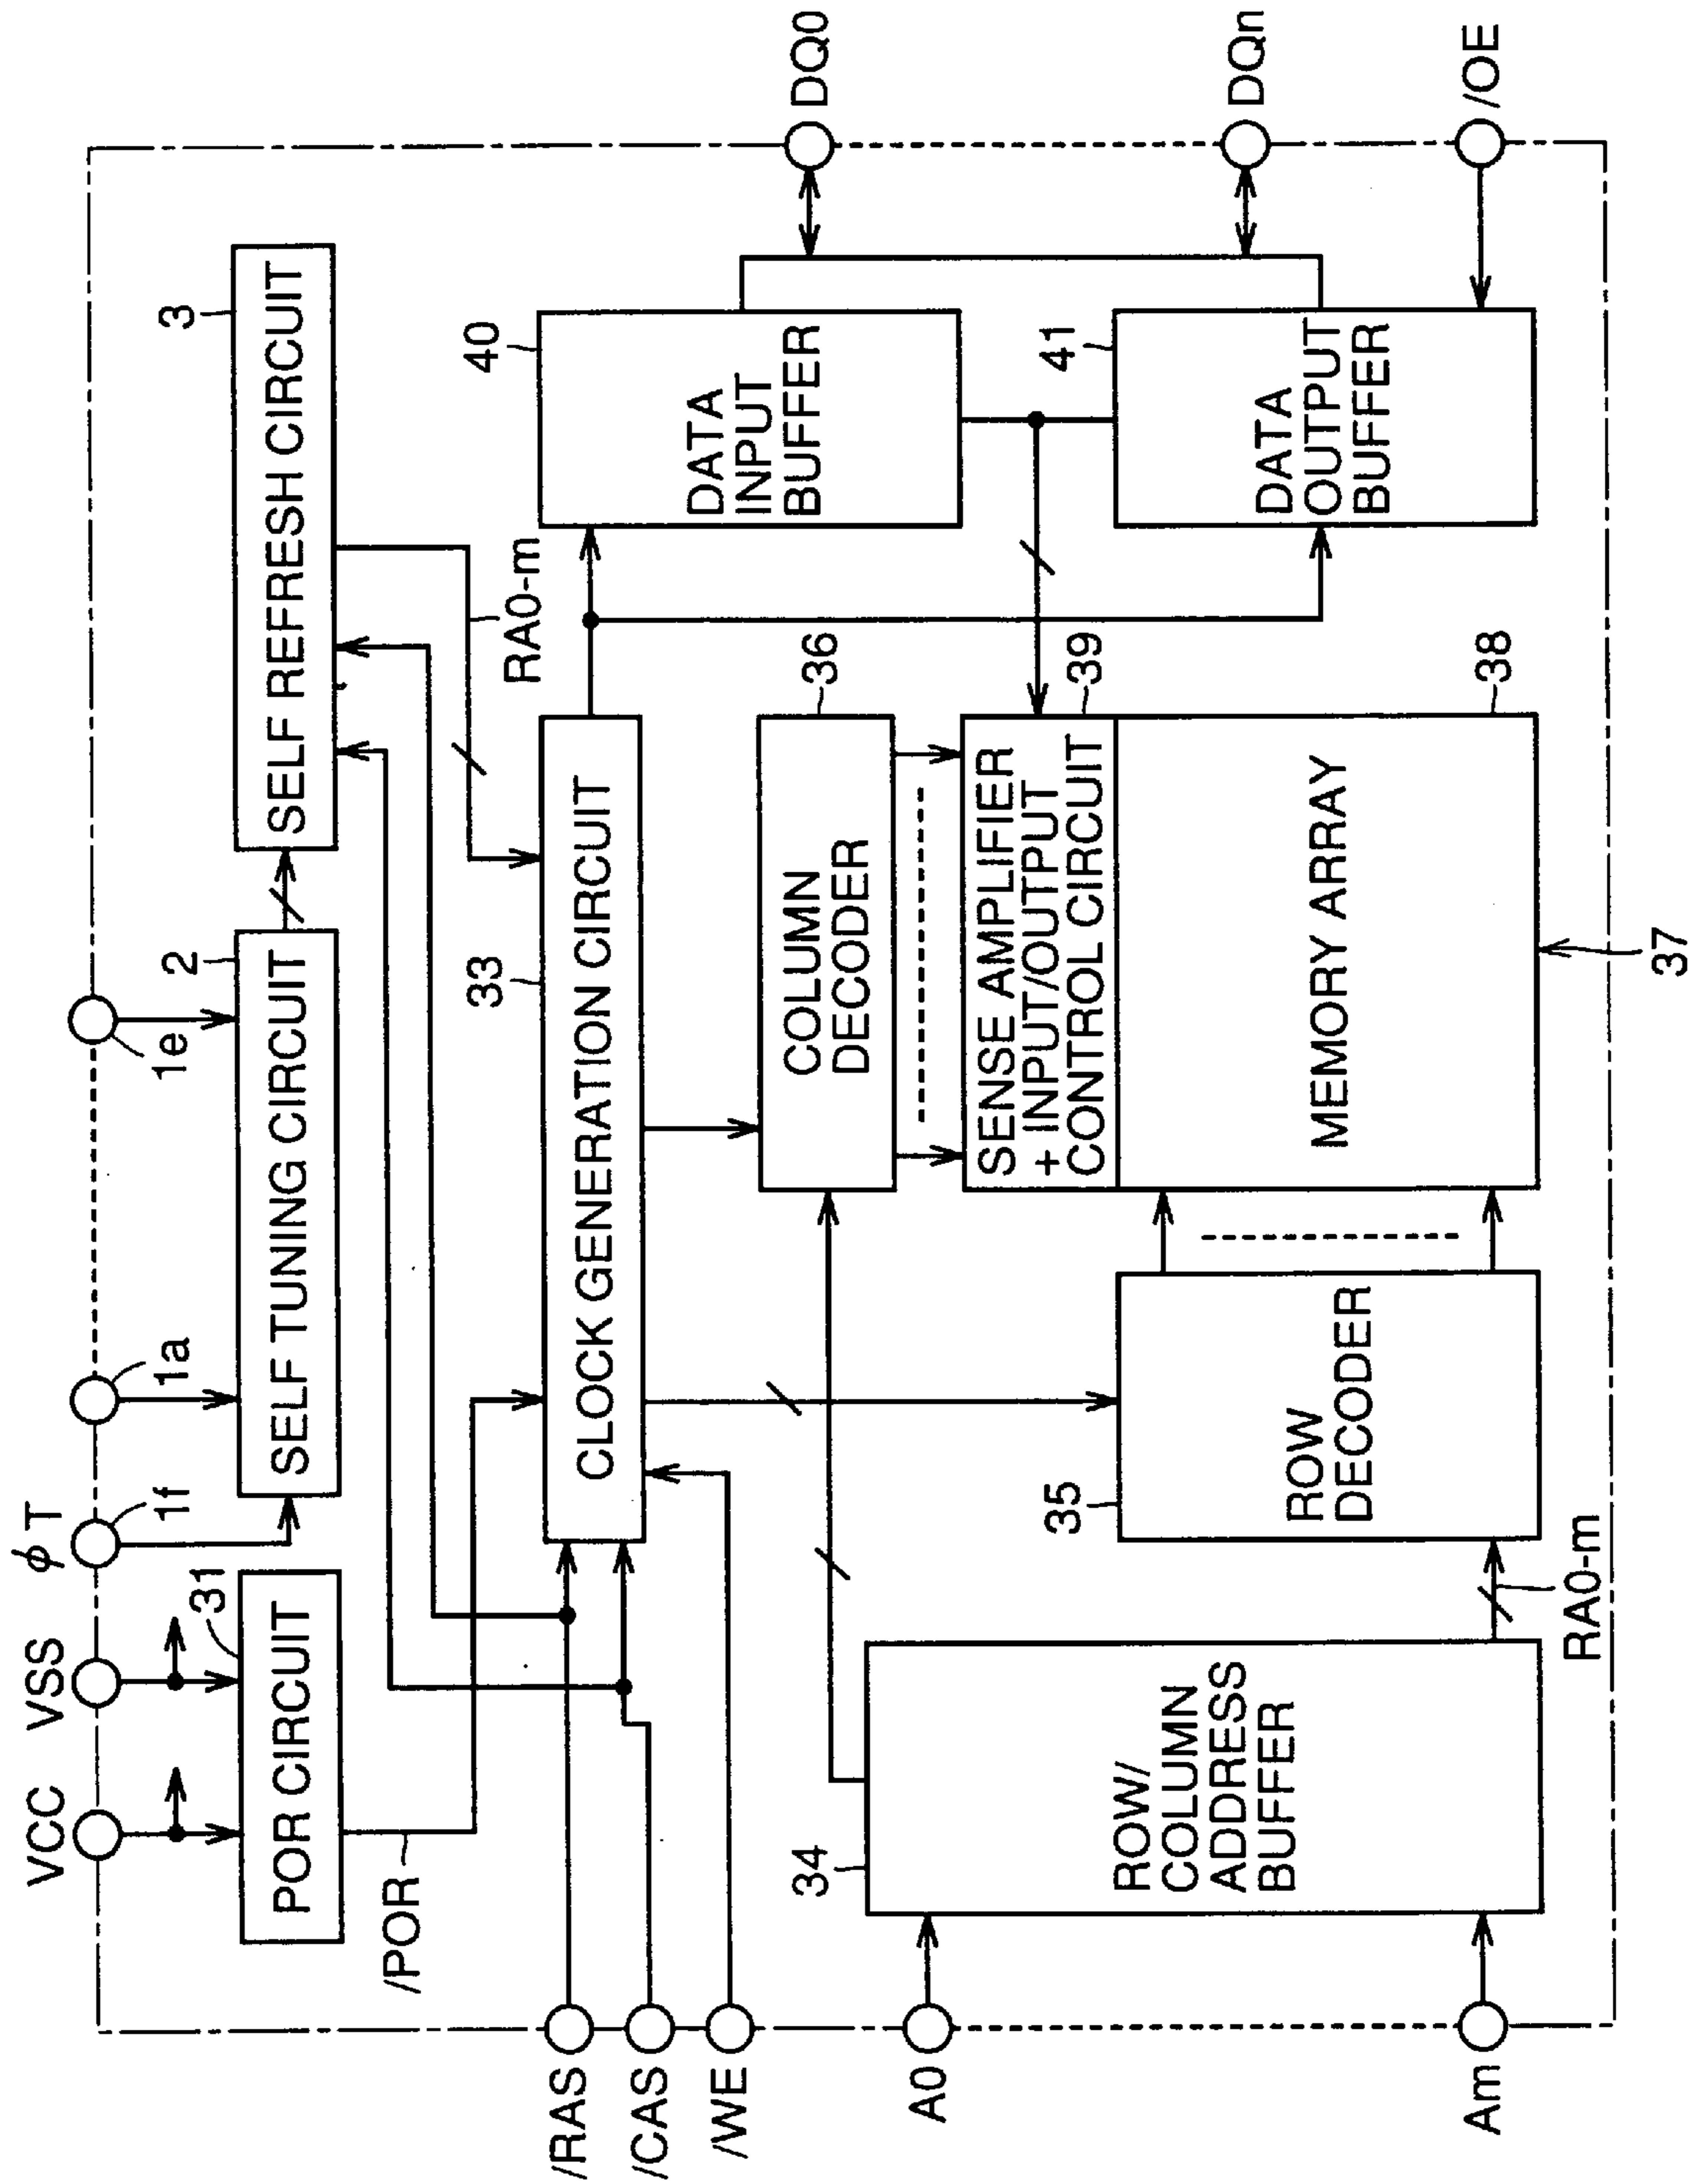 VCC
VSS
φT
1f
1a
1e
31
POR CIRCUIT
/POR
2
SELF TUNING CIRCUIT
3
SELF REFRESH CIRCUIT
RA0-m
/RAS
/CAS
/WE
33
CLOCK GENERATION CIRCUIT
40
DATA
INPUT
BUFFER
DQ0
DQn
/OE
41
DATA
OUTPUT
BUFFER
36
COLUMN
DECODER
39
SENSE AMPLIFIER
+ INPUT/OUTPUT
CONTROL CIRCUIT
38
MEMORY ARRAY
37
A0
Am
34
ROW/
COLUMN
ADDRESS
BUFFER
RA0-m
35
ROW
DECODER